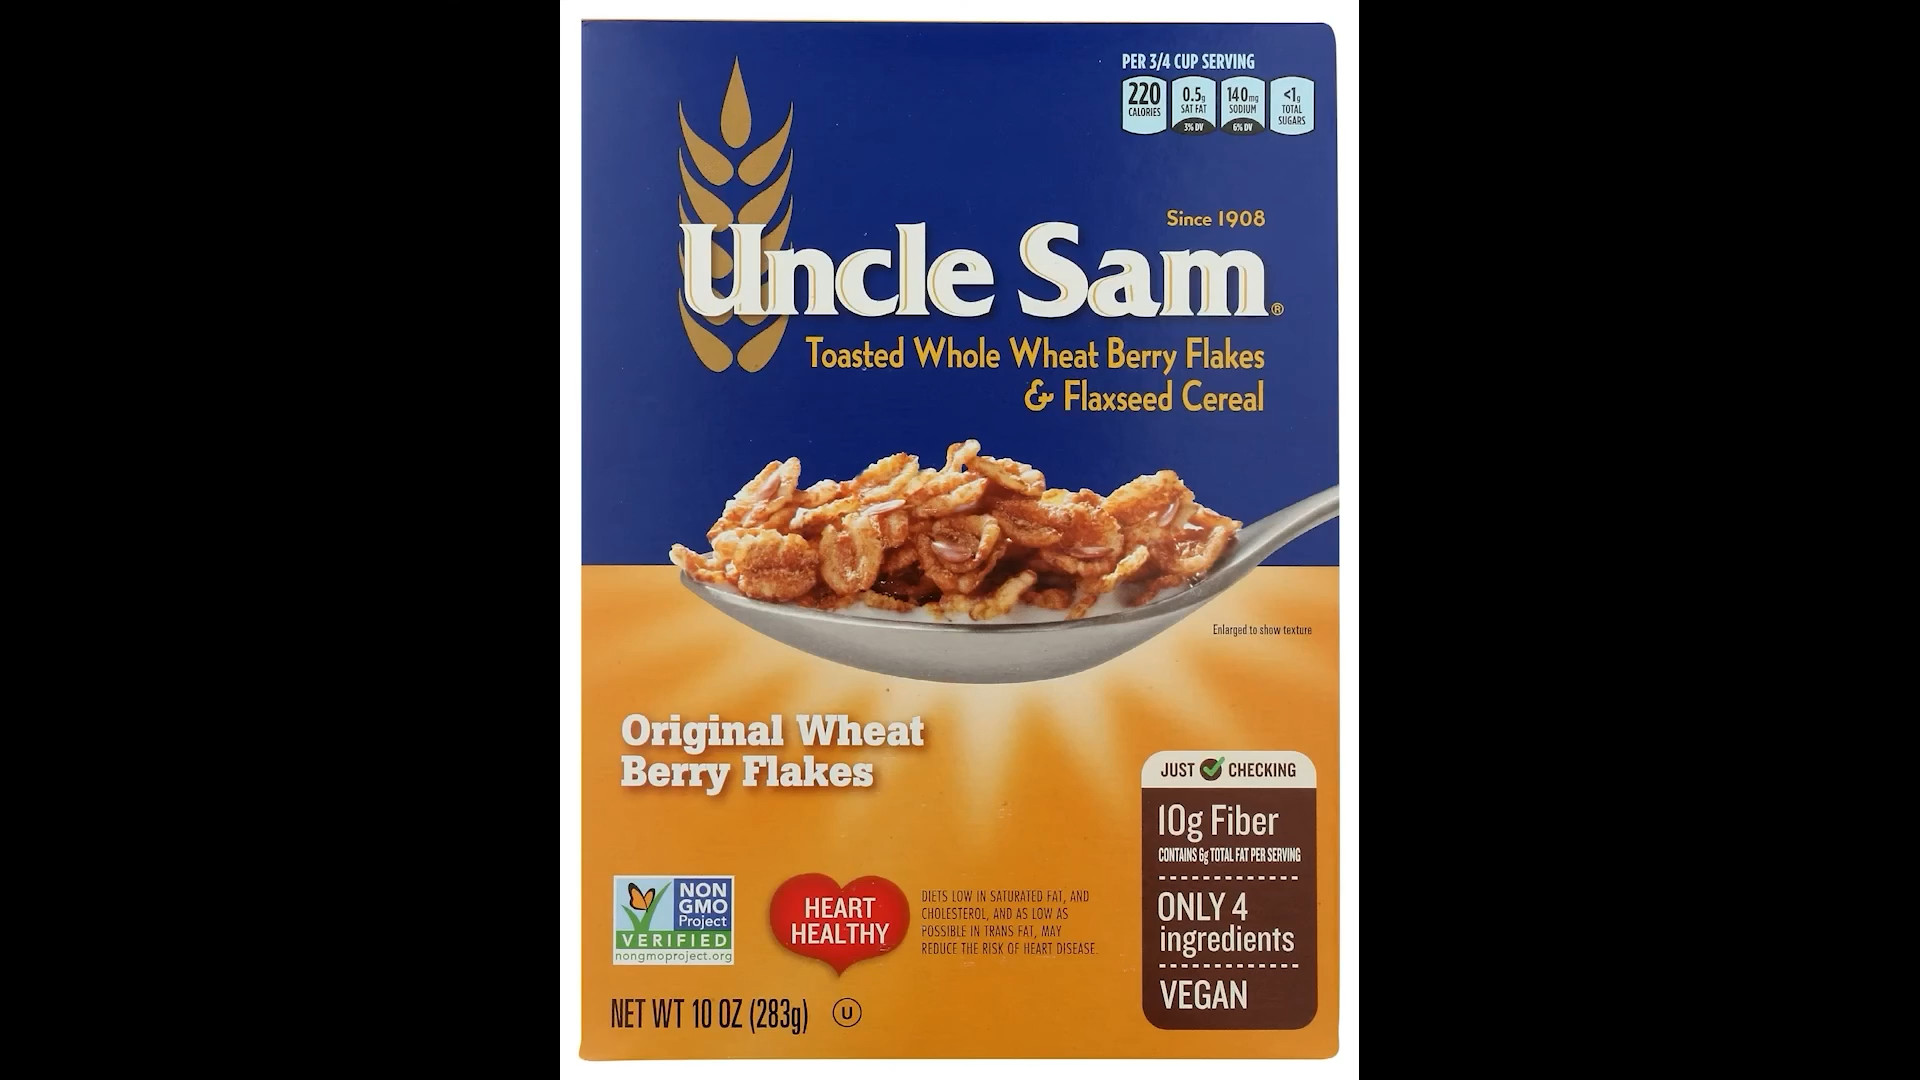 PER 3/4 CUP SERVING
220 CALORIES
0.5g SAT FAT 3% DV
140mg SODIUM 6% DV
<1g TOTAL SUGARS
Since 1908
Uncle Sam®
Toasted Whole Wheat Berry Flakes
& Flaxseed Cereal
Enlarged to show texture
Original Wheat
Berry Flakes
JUST CHECKING
10g Fiber
CONTAINS 6g TOTAL FAT PER SERVING
ONLY 4
ingredients
VEGAN
NON
GMO
Project
VERIFIED
nongmoproject.org
HEART
HEALTHY
DIETS LOW IN SATURATED FAT, AND
CHOLESTEROL, AND AS LOW AS
POSSIBLE IN TRANS FAT, MAY
REDUCE THE RISK OF HEART DISEASE.
NET WT 10 OZ (283g)
U